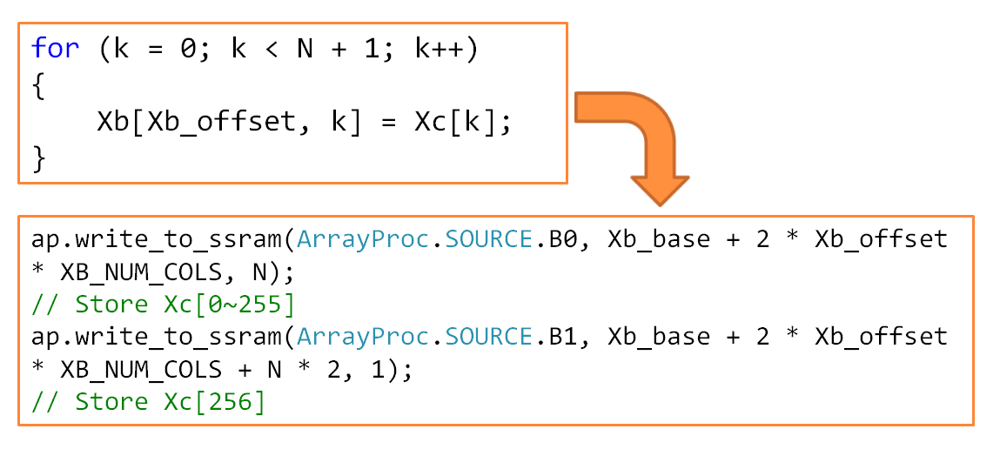 for (k = 0; k < N + 1; k++)
{
    Xb[Xb_offset, k] = Xc[k];
}
ap.write_to_ssram(ArrayProc.SOURCE.B0, Xb_base + 2 * Xb_offset
* XB_NUM_COLS, N);
// Store Xc[0~255]
ap.write_to_ssram(ArrayProc.SOURCE.B1, Xb_base + 2 * Xb_offset
* XB_NUM_COLS + N * 2, 1);
// Store Xc[256]